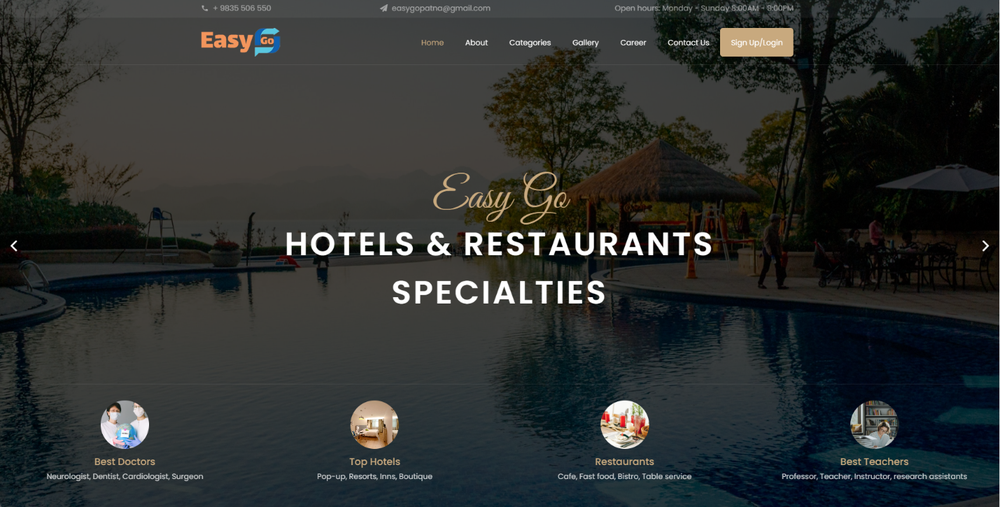 + 9835 506 550
easygopatna@gmail.com
Open hours: Monday - Sunday 8:00AM - 9:00PM
Easy Go
Home
About
Categories
Gallery
Career
Contact Us
Sign Up/Login
Easy Go
HOTELS & RESTAURANTS
SPECIALTIES
Best Doctors
Neurologist, Dentist, Cardiologist, Surgeon
Top Hotels
Pop-up, Resorts, Inns, Boutique
Restaurants
Cafe, Fast food, Bistro, Table service
Best Teachers
Professor, Teacher, Instructor, research assistants